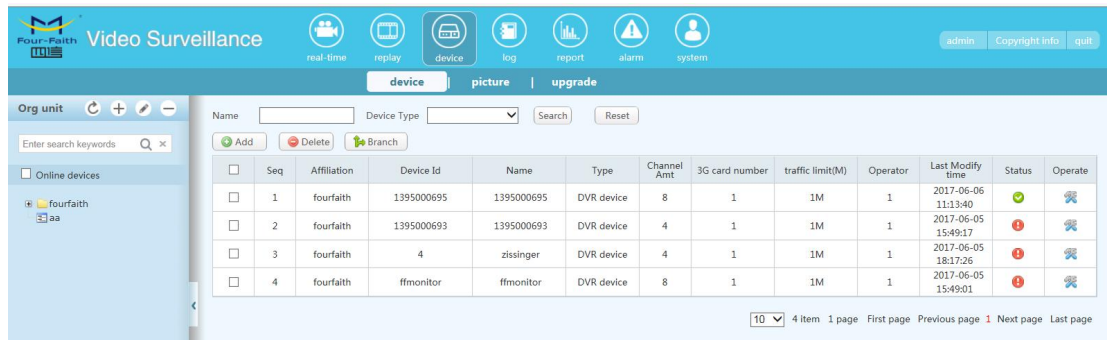 Four-Faith
四信
Video Surveillance
real-time replay device log report alarm system
admin Copyright info quit
device | picture | upgrade
Org unit
Enter search keywords
Online devices
fourfaith
aa
Name Device Type Search Reset
Add Delete Branch
Seq Affiliation Device Id Name Type Channel Amt 3G card number traffic limit(M) Operator Last Modify time Status Operate
1 fourfaith 1395000695 1395000695 DVR device 8 1 1M 1 2017-06-06 11:13:40
2 fourfaith 1395000693 1395000693 DVR device 4 1 1M 1 2017-06-05 15:49:17
3 fourfaith 4 zissinger DVR device 4 1 1M 1 2017-06-05 18:17:26
4 fourfaith ffmonitor ffmonitor DVR device 8 1 1M 1 2017-06-05 15:49:01
10 4 item 1 page First page Previous page 1 Next page Last page